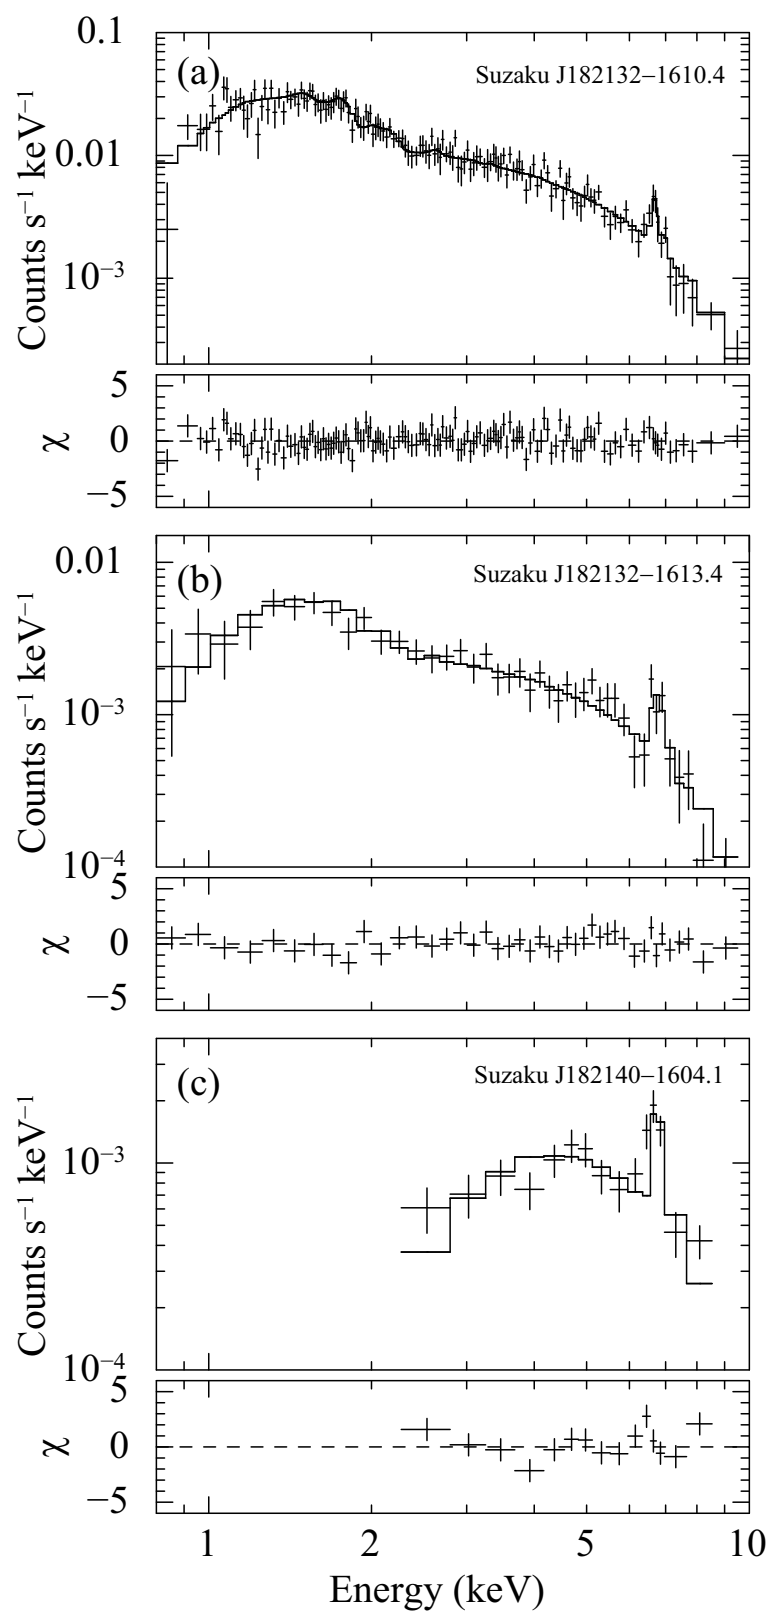 0.1
(a)
Suzaku J182132−1610.4
0.01
10−3
Counts s−1 keV−1
5
0
−5
χ
0.01
(b)
Suzaku J182132−1613.4
10−3
10−4
Counts s−1 keV−1
5
0
−5
χ
(c)
Suzaku J182140−1604.1
10−3
10−4
Counts s−1 keV−1
5
0
−5
χ
1 2 5 10
Energy (keV)